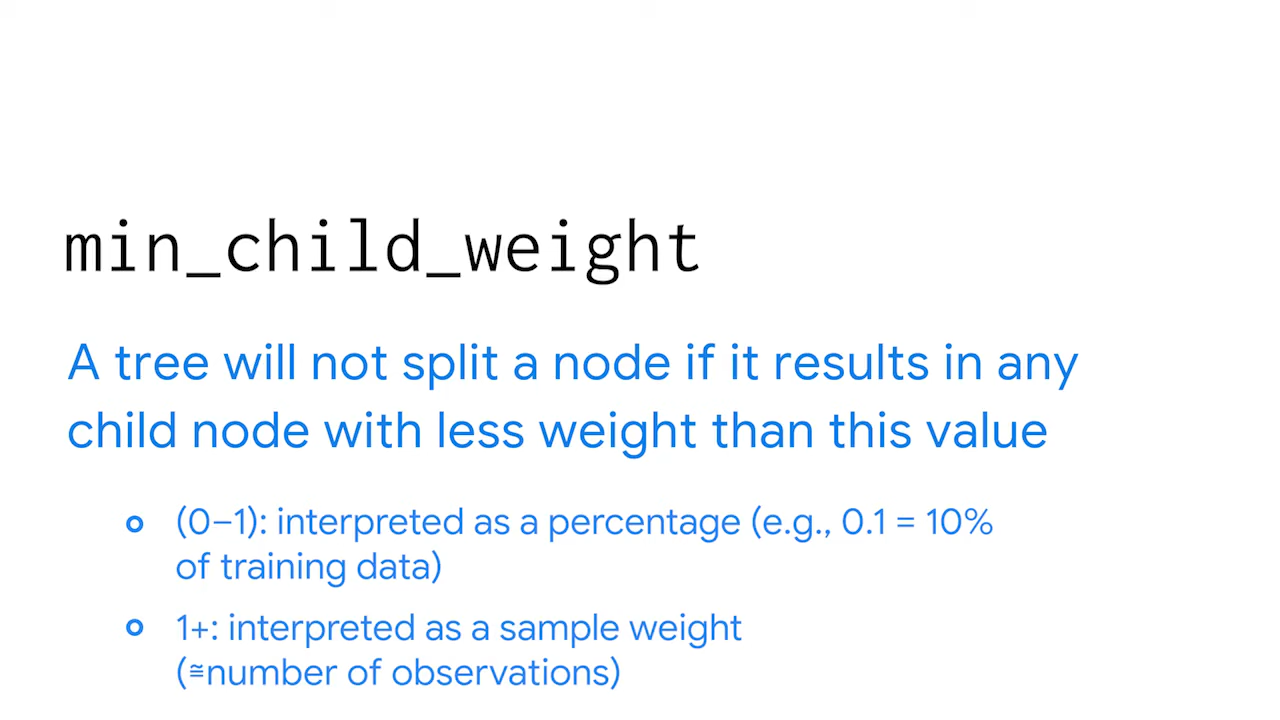 min_child_weight
A tree will not split a node if it results in any
child node with less weight than this value
(0–1): interpreted as a percentage (e.g., 0.1 = 10%
of training data)
1+: interpreted as a sample weight
(≅number of observations)